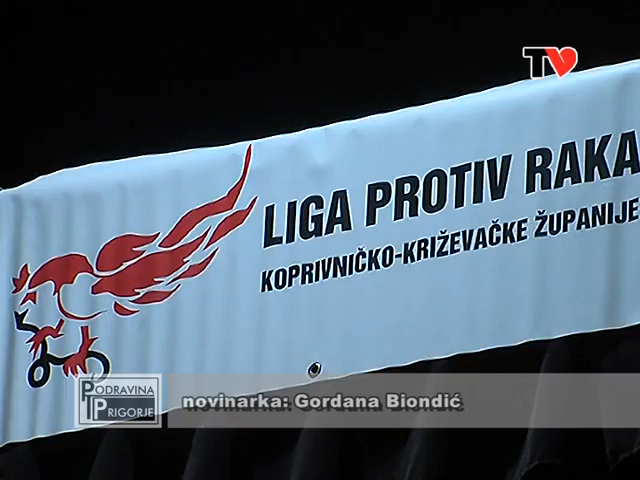 TV
LIGA PROTIV RAKA
KOPRIVNIČKO-KRIŽEVAČKE ŽUPANIJE
PODRAVINA
PRIGORJE
novinarka: Gordana Biondić